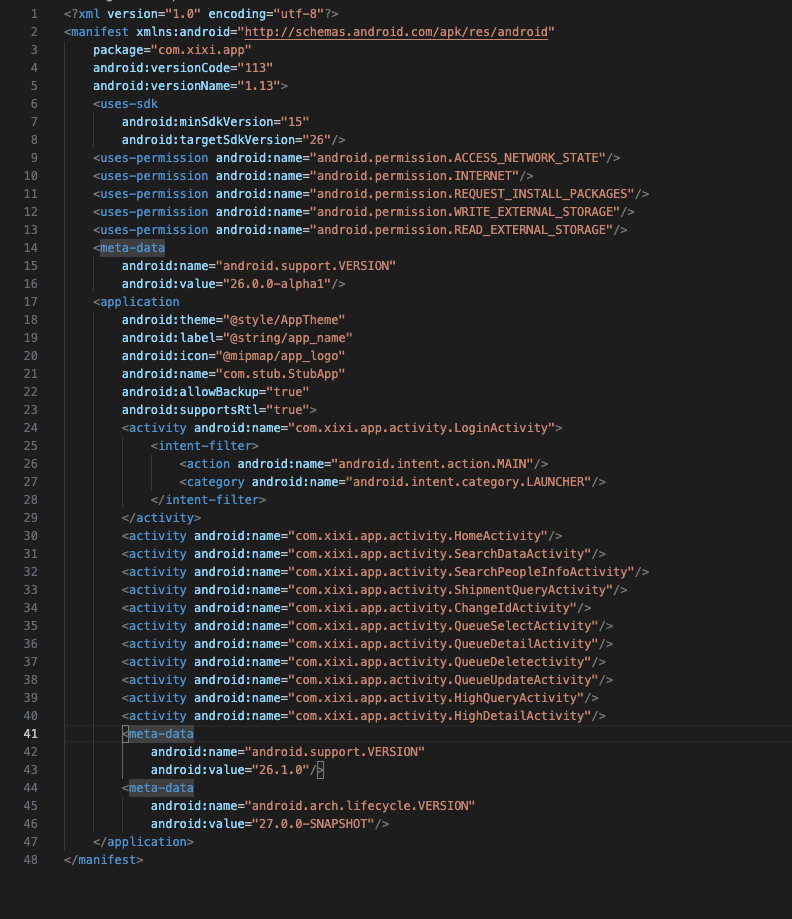 1 <?xml version="1.0" encoding="utf-8"?>
2 <manifest xmlns:android="http://schemas.android.com/apk/res/android"
3     package="com.xixi.app"
4     android:versionCode="113"
5     android:versionName="1.13">
6     <uses-sdk
7         android:minSdkVersion="15"
8         android:targetSdkVersion="26"/>
9     <uses-permission android:name="android.permission.ACCESS_NETWORK_STATE"/>
10     <uses-permission android:name="android.permission.INTERNET"/>
11     <uses-permission android:name="android.permission.REQUEST_INSTALL_PACKAGES"/>
12     <uses-permission android:name="android.permission.WRITE_EXTERNAL_STORAGE"/>
13     <uses-permission android:name="android.permission.READ_EXTERNAL_STORAGE"/>
14     <meta-data
15         android:name="android.support.VERSION"
16         android:value="26.0.0-alpha1"/>
17     <application
18         android:theme="@style/AppTheme"
19         android:label="@string/app_name"
20         android:icon="@mipmap/app_logo"
21         android:name="com.stub.StubApp"
22         android:allowBackup="true"
23         android:supportsRtl="true">
24         <activity android:name="com.xixi.app.activity.LoginActivity">
25             <intent-filter>
26                 <action android:name="android.intent.action.MAIN"/>
27                 <category android:name="android.intent.category.LAUNCHER"/>
28             </intent-filter>
29         </activity>
30         <activity android:name="com.xixi.app.activity.HomeActivity"/>
31         <activity android:name="com.xixi.app.activity.SearchDataActivity"/>
32         <activity android:name="com.xixi.app.activity.SearchPeopleInfoActivity"/>
33         <activity android:name="com.xixi.app.activity.ShipmentQueryActivity"/>
34         <activity android:name="com.xixi.app.activity.ChangeIdActivity"/>
35         <activity android:name="com.xixi.app.activity.QueueSelectActivity"/>
36         <activity android:name="com.xixi.app.activity.QueueDetailActivity"/>
37         <activity android:name="com.xixi.app.activity.QueueDeletectivity"/>
38         <activity android:name="com.xixi.app.activity.QueueUpdateActivity"/>
39         <activity android:name="com.xixi.app.activity.HighQueryActivity"/>
40         <activity android:name="com.xixi.app.activity.HighDetailActivity"/>
41         <meta-data
42             android:name="android.support.VERSION"
43             android:value="26.1.0"/>
44         <meta-data
45             android:name="android.arch.lifecycle.VERSION"
46             android:value="27.0.0-SNAPSHOT"/>
47     </application>
48 </manifest>